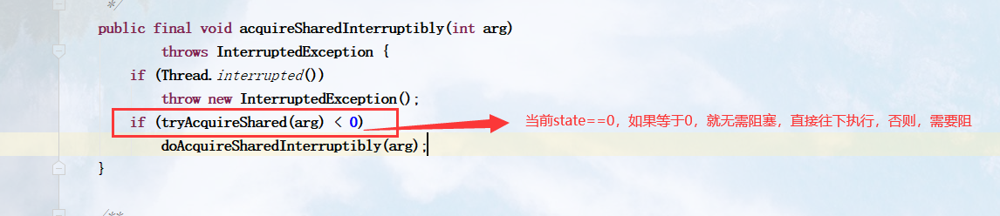 */
public final void acquireSharedInterruptibly(int arg)
throws InterruptedException {
if (Thread.interrupted())
throw new InterruptedException();
if (tryAcquireShared(arg) < 0)
当前state==0，如果等于0，就无需阻塞，直接往下执行，否则，需要阻
doAcquireSharedInterruptibly(arg);
}
/**